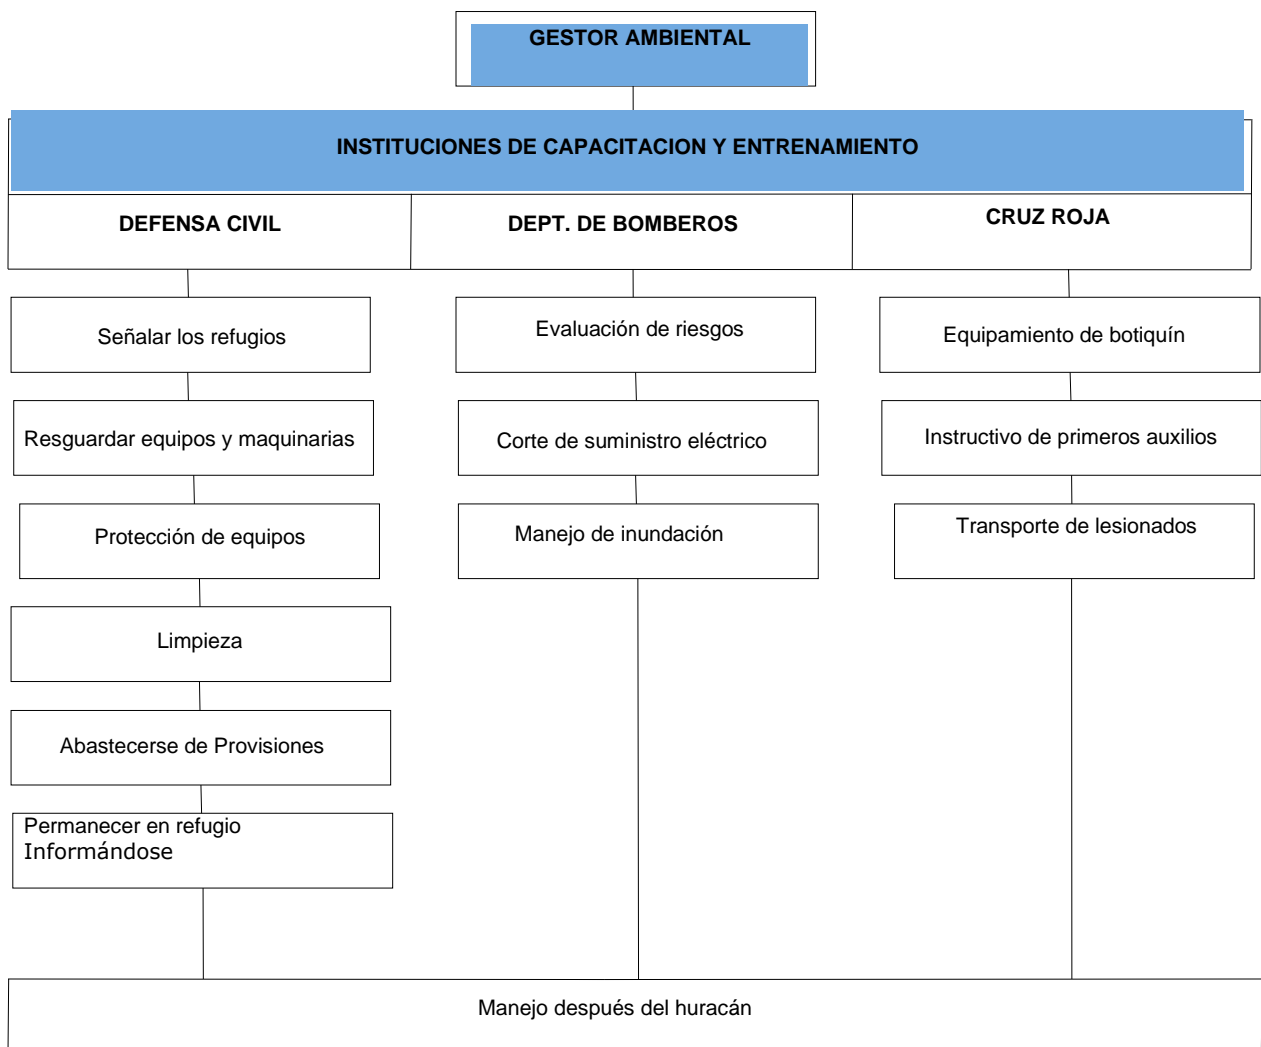 GESTOR AMBIENTAL
INSTITUCIONES DE CAPACITACION Y ENTRENAMIENTO
DEFENSA CIVIL
DEPT. DE BOMBEROS
CRUZ ROJA
Señalar los refugios
Evaluación de riesgos
Equipamiento de botiquín
Resguardar equipos y maquinarias
Corte de suministro eléctrico
Instructivo de primeros auxilios
Protección de equipos
Manejo de inundación
Transporte de lesionados
Limpieza
Abastecerse de Provisiones
Permanecer en refugio
Informándose
Manejo después del huracán